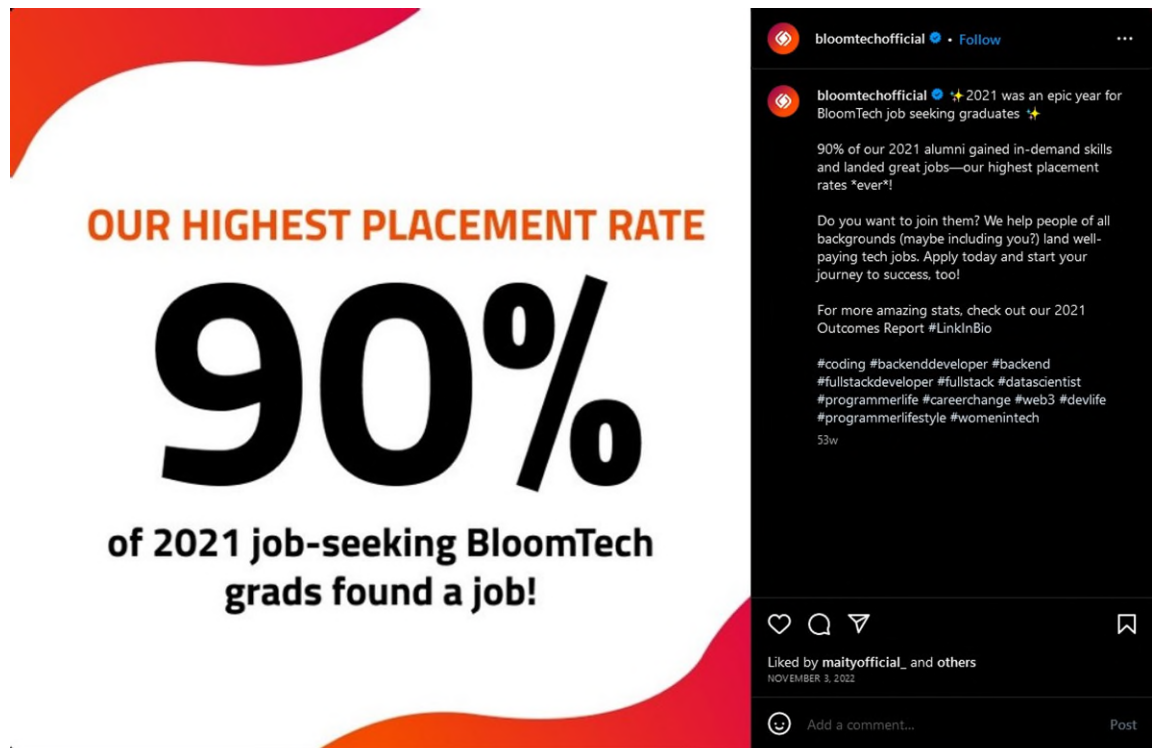 OUR HIGHEST PLACEMENT RATE
90%
of 2021 job-seeking BloomTech
grads found a job!
bloomtechofficial • Follow
bloomtechofficial ✨2021 was an epic year for
BloomTech job seeking graduates ✨
90% of our 2021 alumni gained in-demand skills
and landed great jobs—our highest placement
rates *ever*!
Do you want to join them? We help people of all
backgrounds (maybe including you?) land well-
paying tech jobs. Apply today and start your
journey to success, too!
For more amazing stats, check out our 2021
Outcomes Report #LinkInBio
#coding #backenddeveloper #backend
#fullstackdeveloper #fullstack #datascientist
#programmerlife #careerchange #web3 #devlife
#programmerlifestyle #womenintech
53w
Liked by maityofficial_ and others
NOVEMBER 3, 2022
Add a comment...
Post